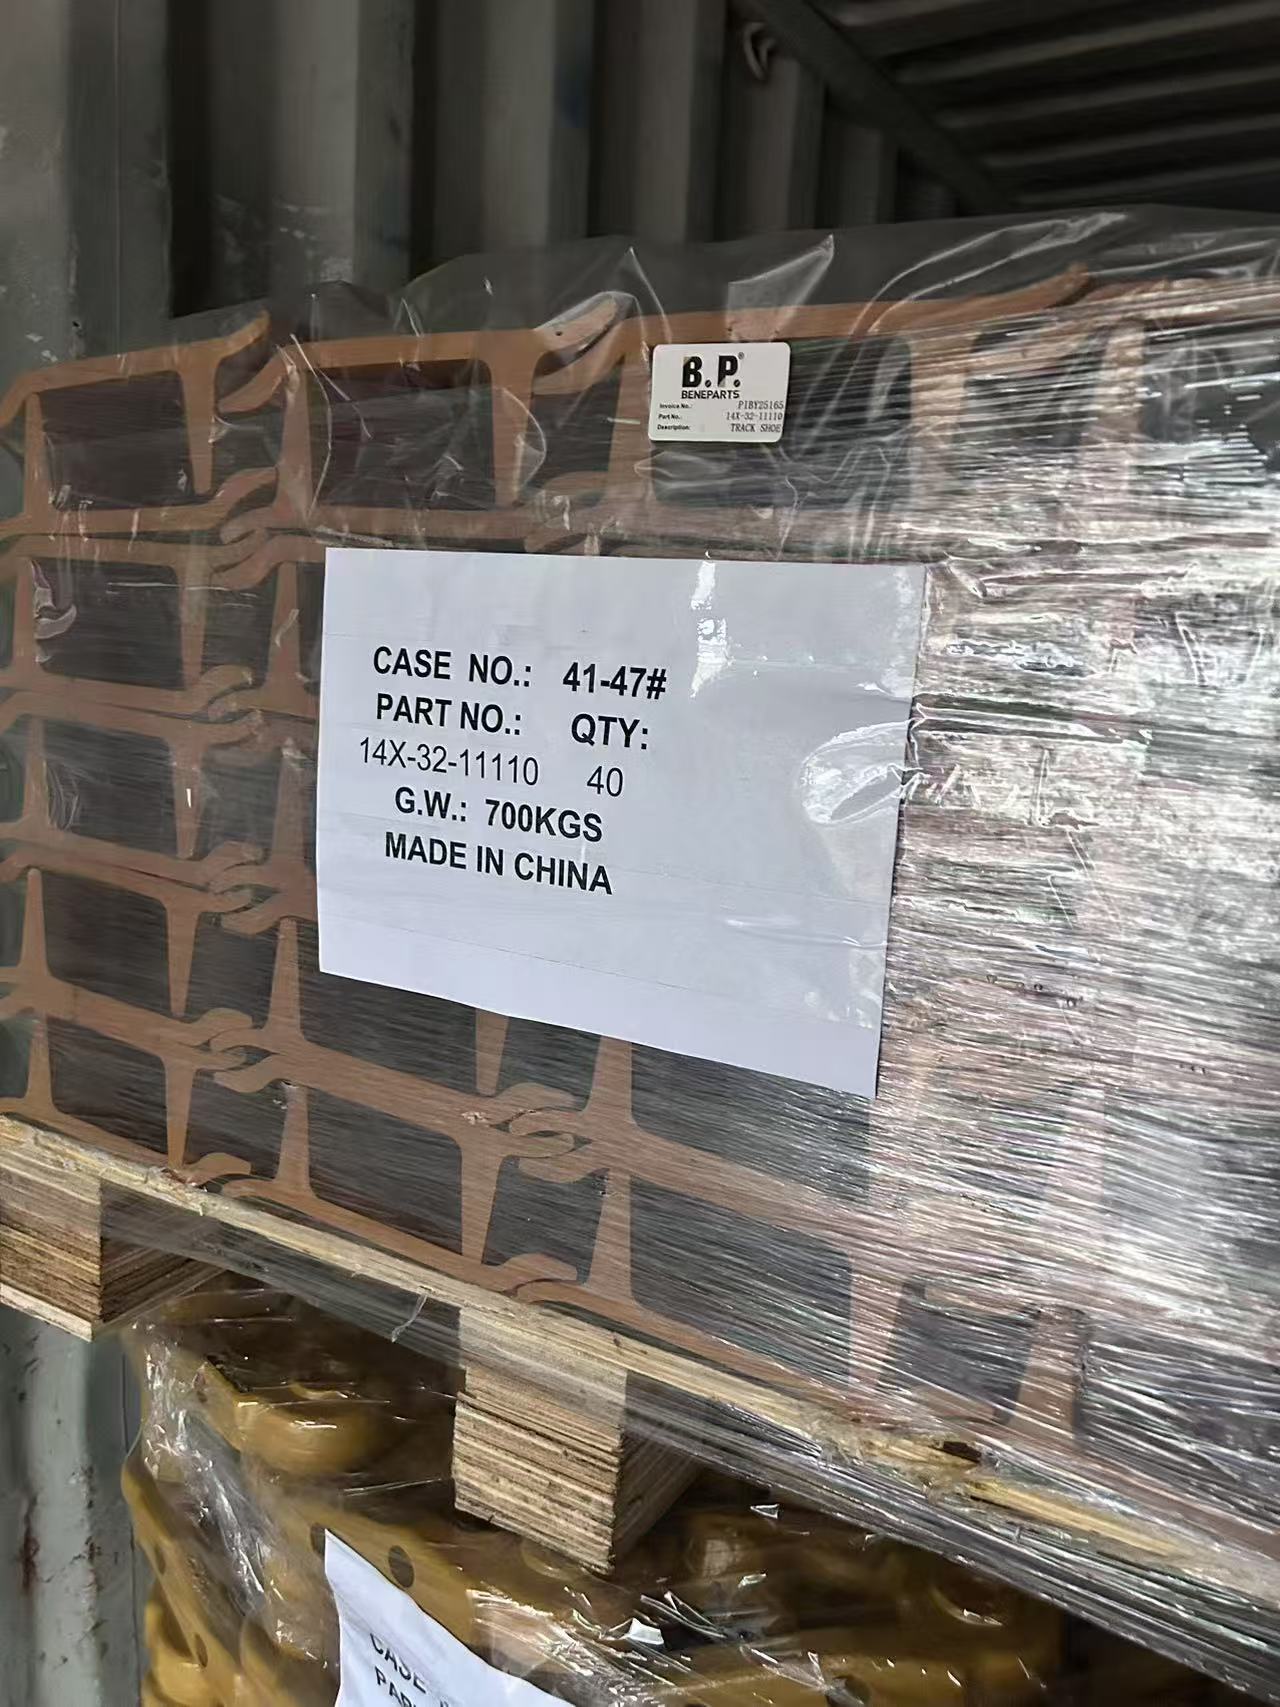 B.P.®
BENEPARTS
Invoice No.: PIBY25165
Part No.: 14X-32-11110
Description: TRACK SHOE
CASE NO.: 41-47#
PART NO.: QTY:
14X-32-11110 40
G.W.: 700KGS
MADE IN CHINA
CASE